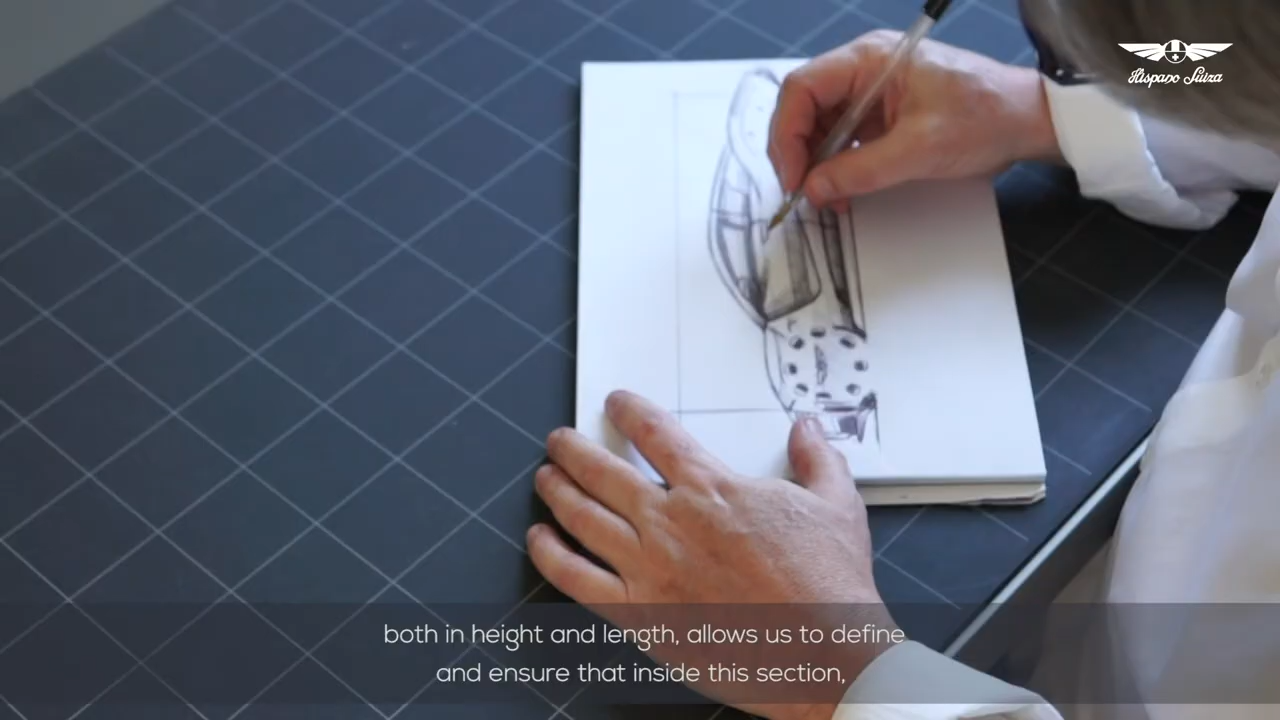 Hispano Suiza
both in height and length, allows us to define
and ensure that inside this section,